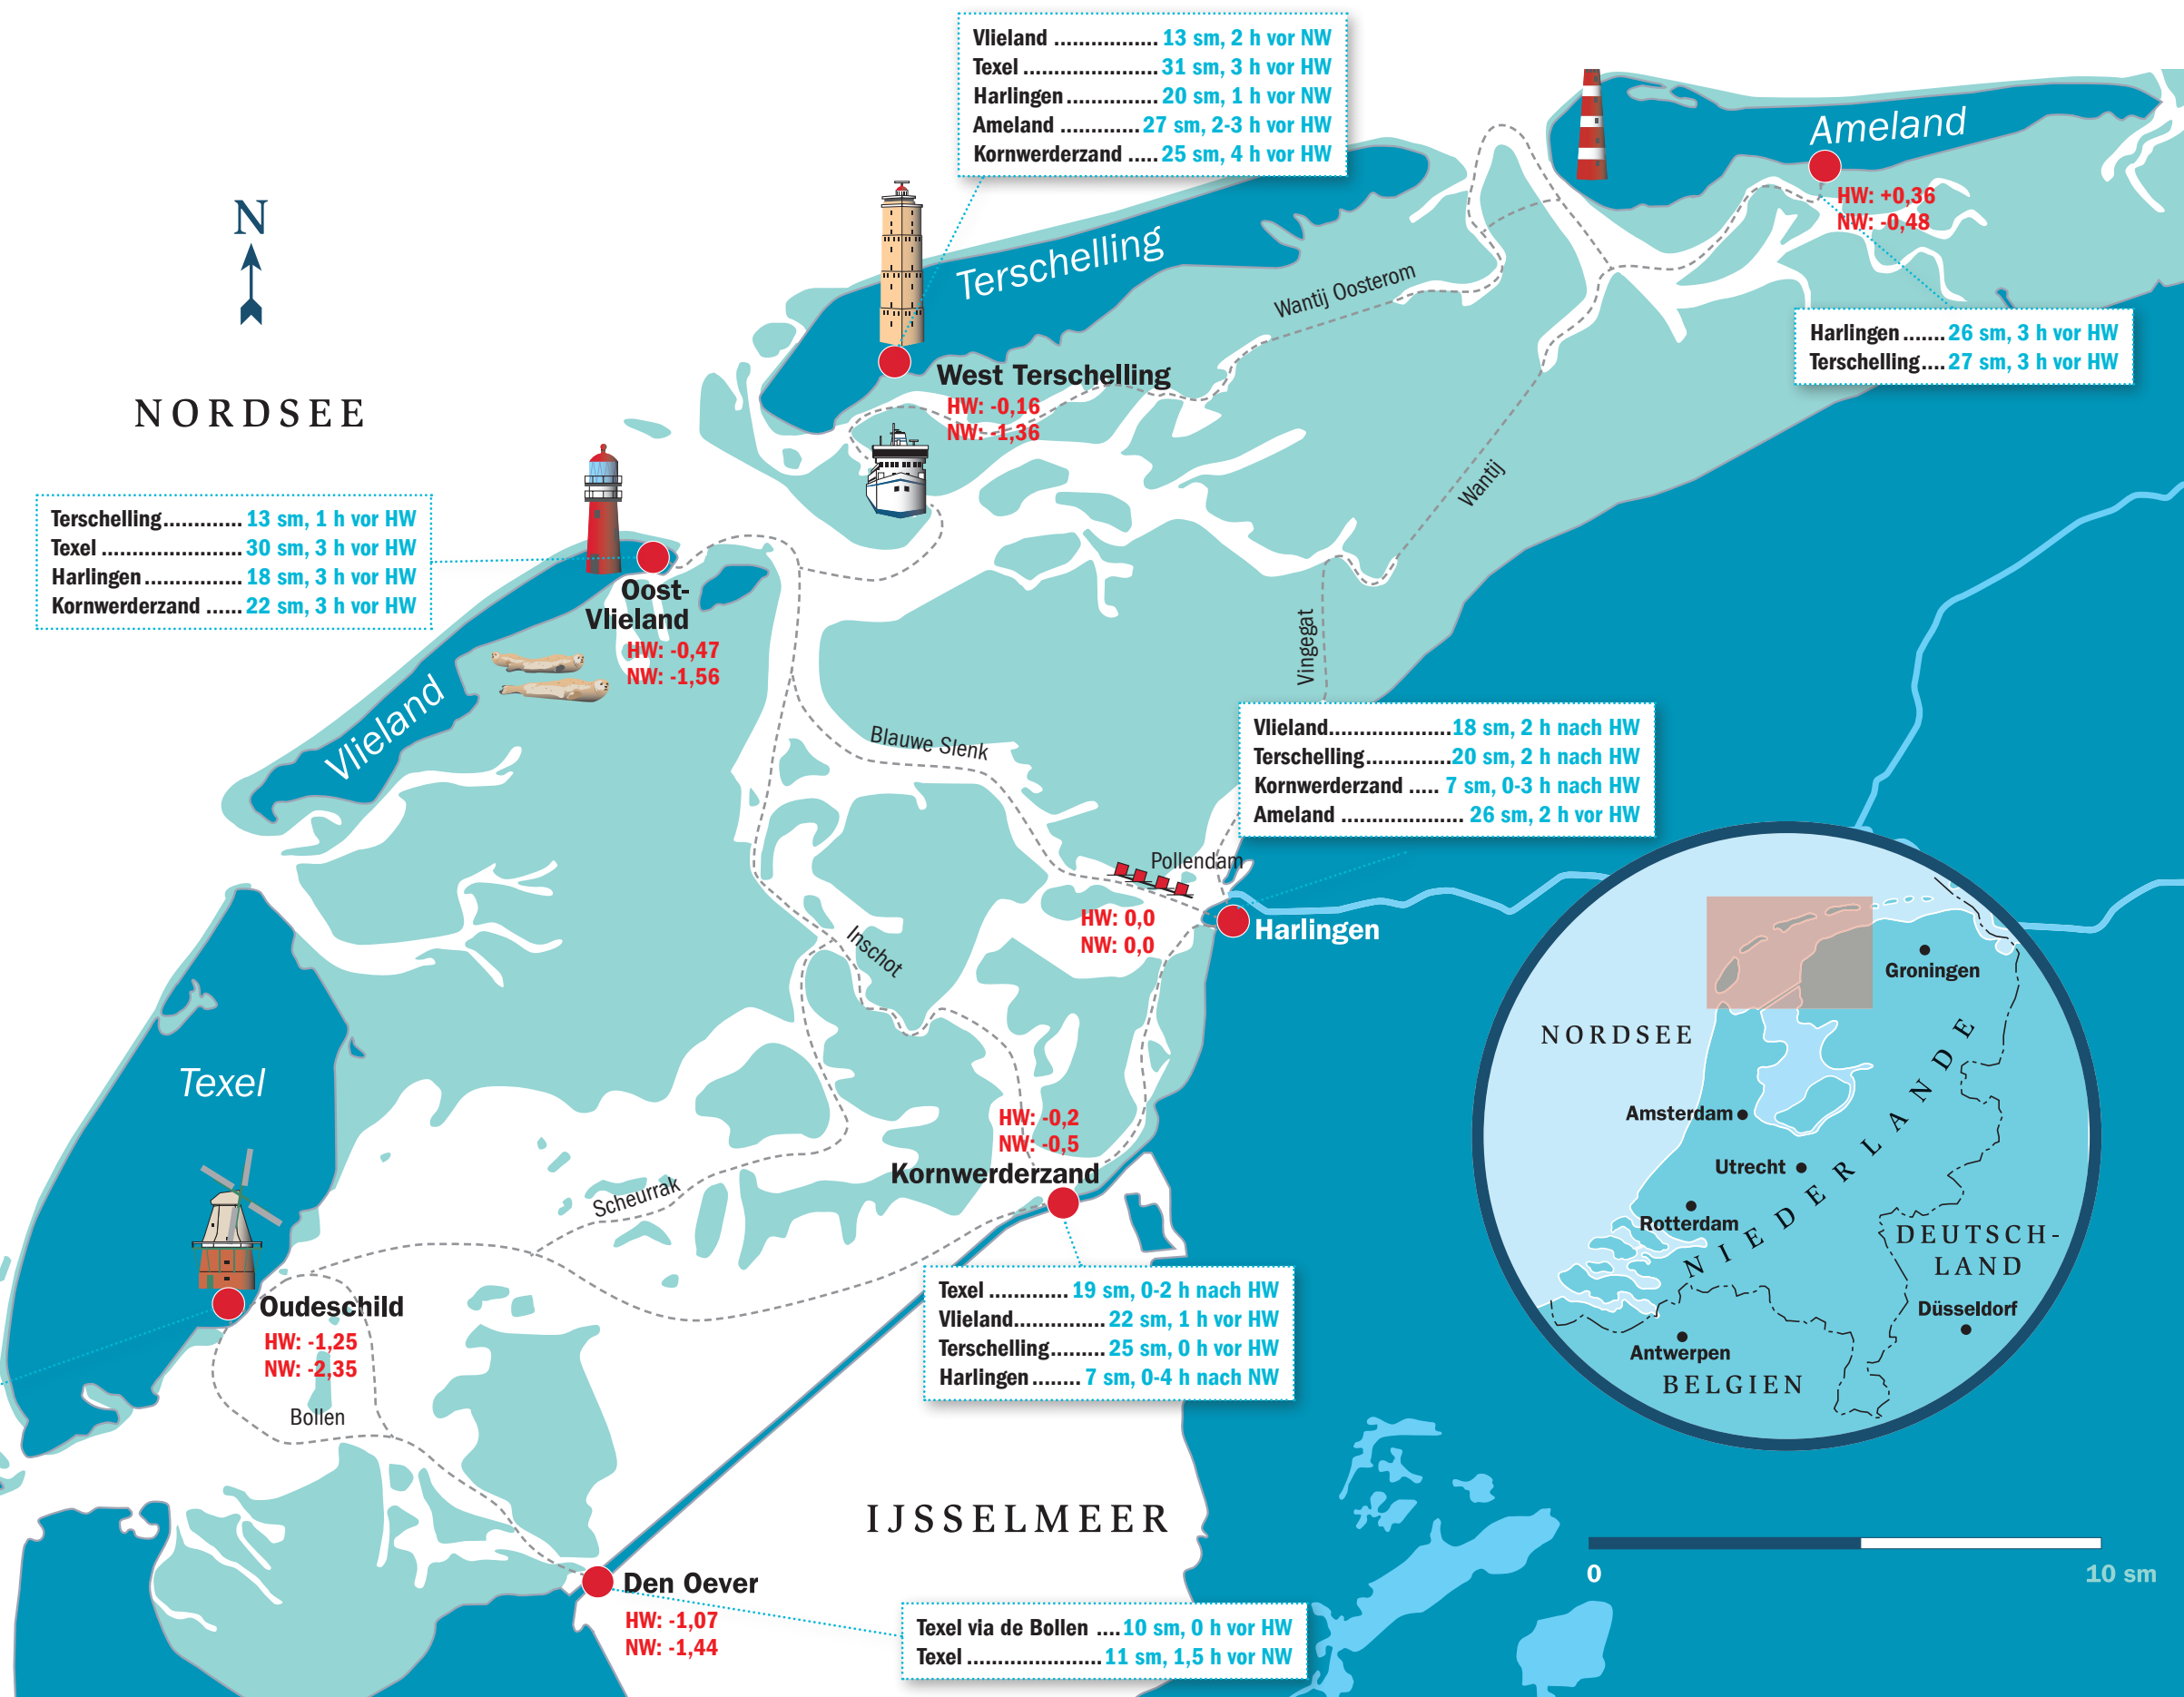 Vlieland ................. 13 sm, 2 h vor NW
Texel ...................... 31 sm, 3 h vor HW
Harlingen............... 20 sm, 1 h vor NW
Ameland .............27 sm, 2-3 h vor HW
Kornwerderzand ..... 25 sm, 4 h vor HW
Ameland
HW: +0,36
NW: -0,48
N
Terschelling
Wantij Oosterom
Harlingen ....... 26 sm, 3 h vor HW
Terschelling.... 27 sm, 3 h vor HW
NORDSEE
West Terschelling
HW: -0,16
NW: -1,36
Wantij
Terschelling............. 13 sm, 1 h vor HW
Texel ....................... 30 sm, 3 h vor HW
Harlingen ................ 18 sm, 3 h vor HW
Kornwerderzand ...... 22 sm, 3 h vor HW
Oost-
Vlieland
HW: -0,47
NW: -1,56
Vingegat
Vlieland
Blauwe Slenk
Vlieland....................18 sm, 2 h nach HW
Terschelling..............20 sm, 2 h nach HW
Kornwerderzand ..... 7 sm, 0-3 h nach HW
Ameland .................... 26 sm, 2 h vor HW
Pollendam
HW: 0,0
NW: 0,0
Harlingen
Inschot
Texel
HW: -0,2
NW: -0,5
Kornwerderzand
Scheurrak
Oudeschild
HW: -1,25
NW: -2,35
Bollen
Texel ............. 19 sm, 0-2 h nach HW
Vlieland............... 22 sm, 1 h vor HW
Terschelling......... 25 sm, 0 h vor HW
Harlingen ........ 7 sm, 0-4 h nach NW
Groningen
NORDSEE
Amsterdam
Utrecht
Rotterdam
NIEDERLANDE
DEUTSCH-
LAND
Düsseldorf
Antwerpen
BELGIEN
IJSSELMEER
0
10 sm
Den Oever
HW: -1,07
NW: -1,44
Texel via de Bollen ....10 sm, 0 h vor HW
Texel ......................11 sm, 1,5 h vor NW